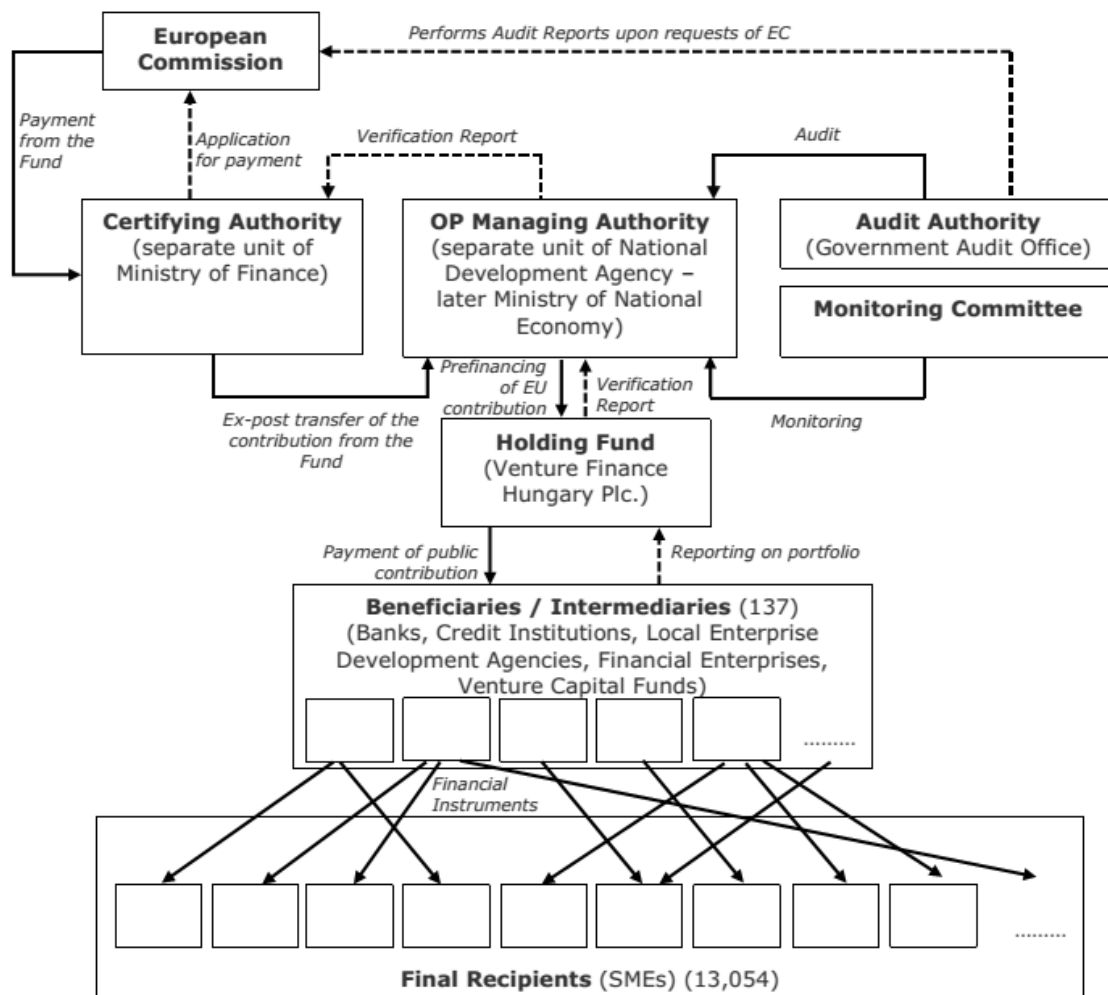 European
Commission
Performs Audit Reports upon requests of EC
Payment
from the
Fund
Application
for payment
Verification Report
Audit
Certifying Authority
(separate unit of
Ministry of Finance)
OP Managing Authority
(separate unit of National
Development Agency –
later Ministry of National
Economy)
Audit Authority
(Government Audit Office)
Monitoring Committee
Ex-post transfer of the
contribution from the
Fund
Prefinancing
of EU
contribution
Verification
Report
Monitoring
Holding Fund
(Venture Finance
Hungary Plc.)
Payment of public
contribution
Reporting on portfolio
Beneficiaries / Intermediaries (137)
(Banks, Credit Institutions, Local Enterprise
Development Agencies, Financial Enterprises,
Venture Capital Funds)
.........
Financial
Instruments
.........
Final Recipients (SMEs) (13,054)